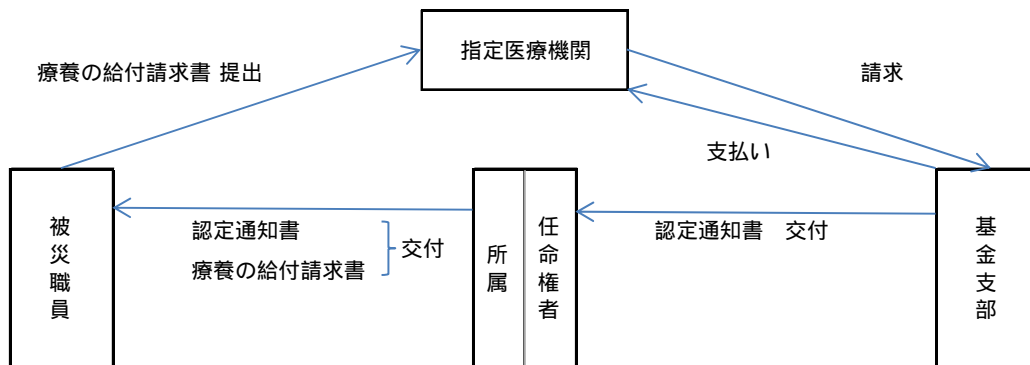 指定医療機関
療養の給付請求書 提出
請求
支払い
被災職員
認定通知書
療養の給付請求書
交付
所属
任命権者
認定通知書　交付
基金支部